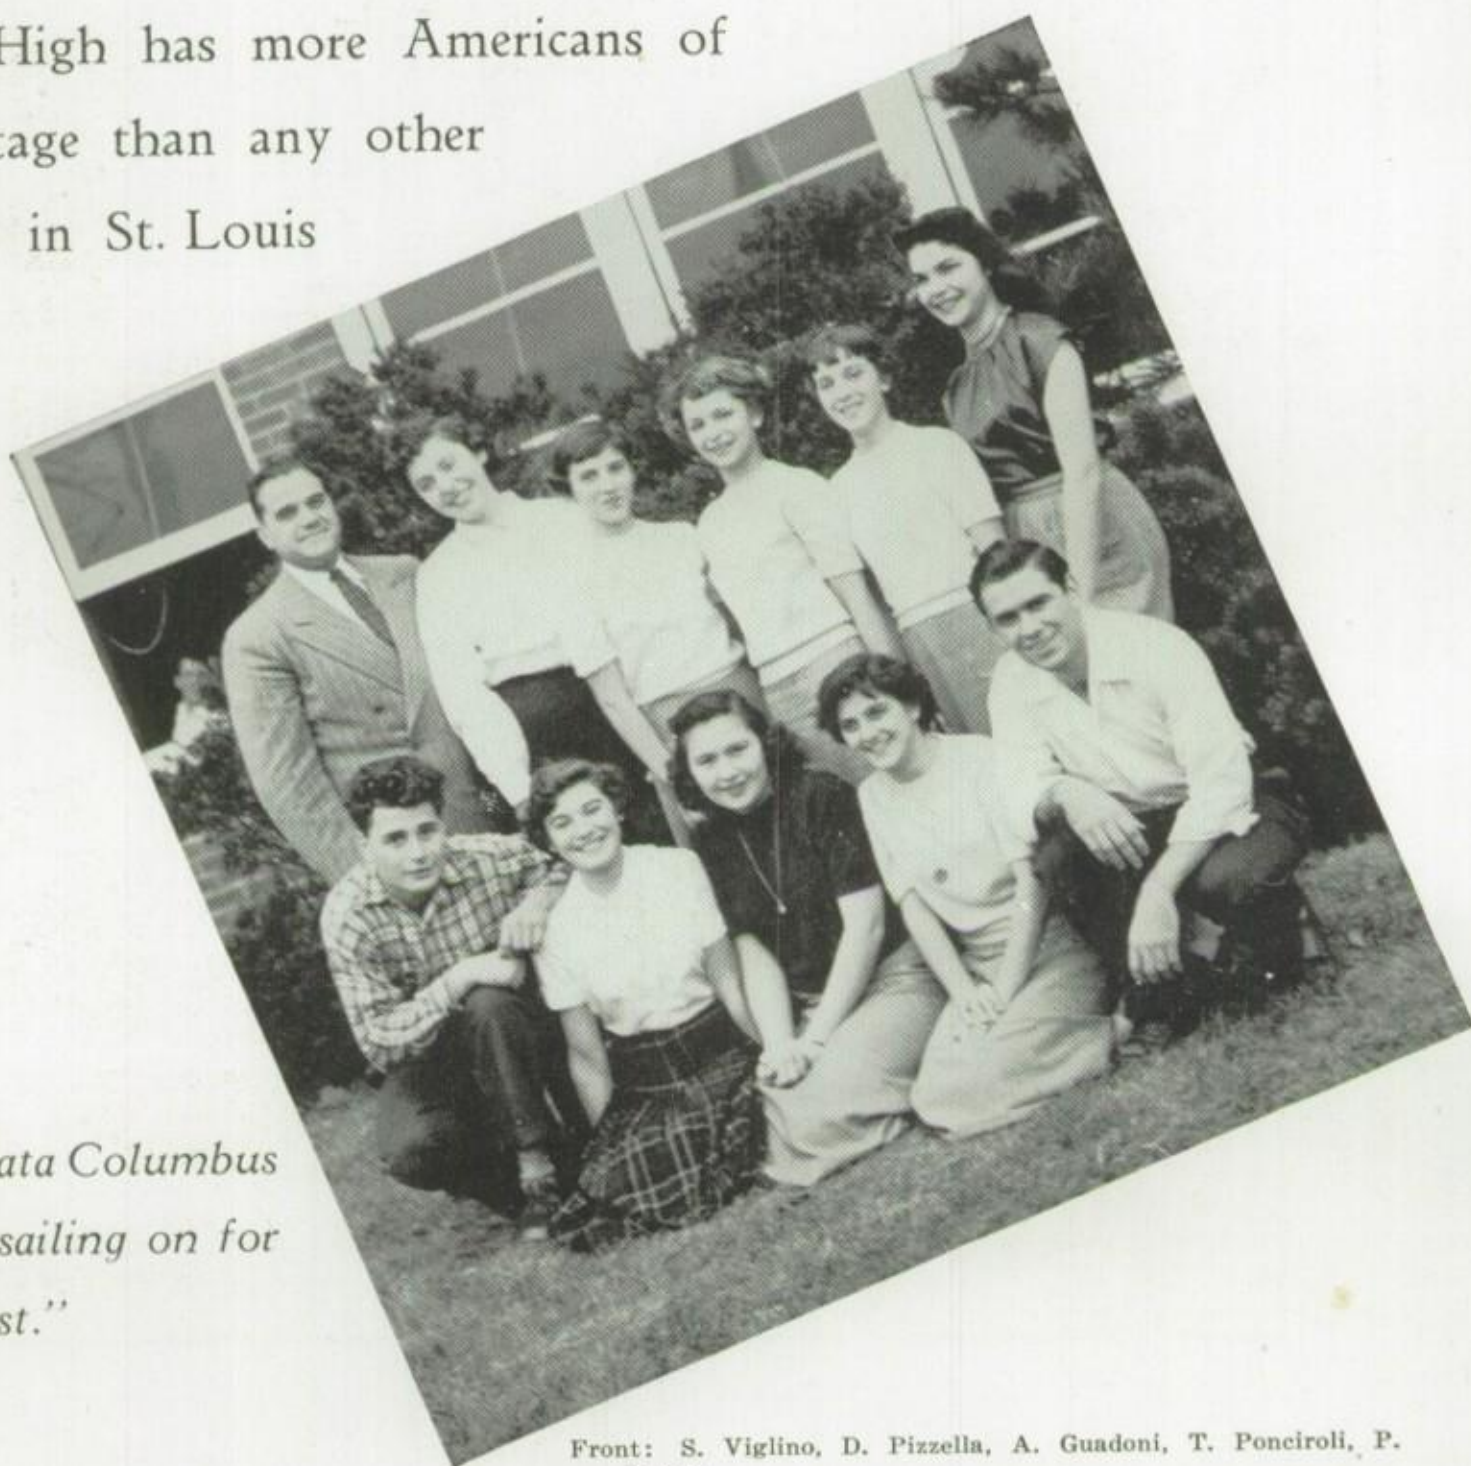 High has more Americans of
tage than any other
in St. Louis
ata Columbus
sailing on for
st.”
Front: S. Viglino, D. Pizzella, A. Guadoni, T. Ponciroli, P.